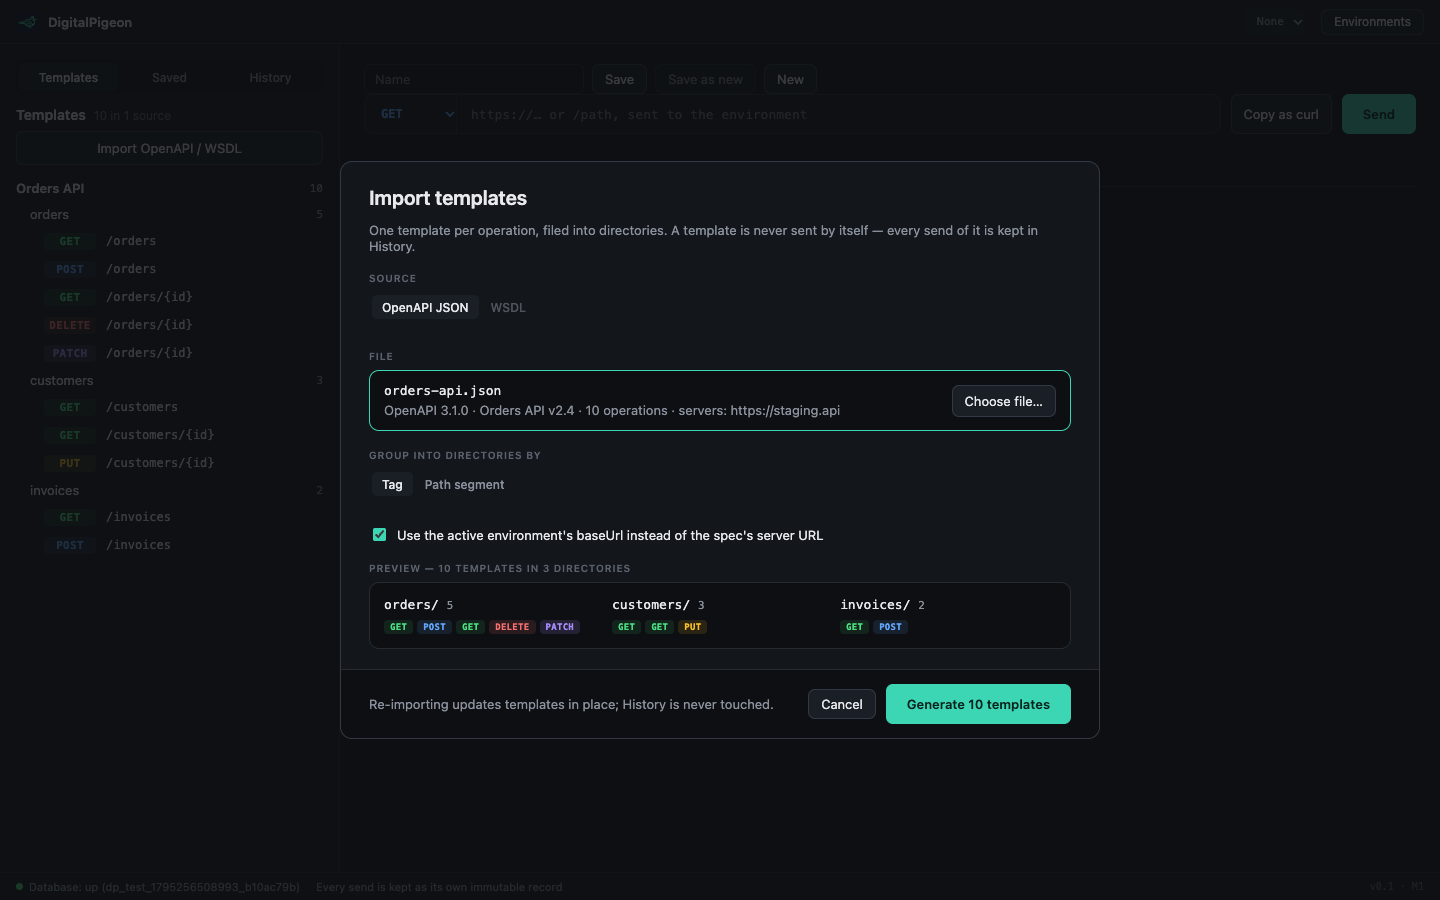 DigitalPigeon
None
Environments
Templates
Saved
History
Name
Save
Save as new
New
Templates 10 in 1 source
GET
https://… or /path, sent to the environment
Copy as curl
Send
Import OpenAPI / WSDL
Orders API 10
orders 5
GET /orders
POST /orders
GET /orders/{id}
DELETE /orders/{id}
PATCH /orders/{id}
customers 3
GET /customers
GET /customers/{id}
PUT /customers/{id}
invoices 2
GET /invoices
POST /invoices
Import templates
One template per operation, filed into directories. A template is never sent by itself — every send of it is kept in
History.
SOURCE
OpenAPI JSON
WSDL
FILE
orders-api.json
OpenAPI 3.1.0 · Orders API v2.4 · 10 operations · servers: https://staging.api
Choose file...
GROUP INTO DIRECTORIES BY
Tag
Path segment
Use the active environment's baseUrl instead of the spec's server URL
PREVIEW — 10 TEMPLATES IN 3 DIRECTORIES
orders/ 5
GET POST GET DELETE PATCH
customers/ 3
GET GET PUT
invoices/ 2
GET POST
Re-importing updates templates in place; History is never touched.
Cancel
Generate 10 templates
Database: up (dp_test_1795256508993_b10ac79b)
Every send is kept as its own immutable record
v0.1 · M1